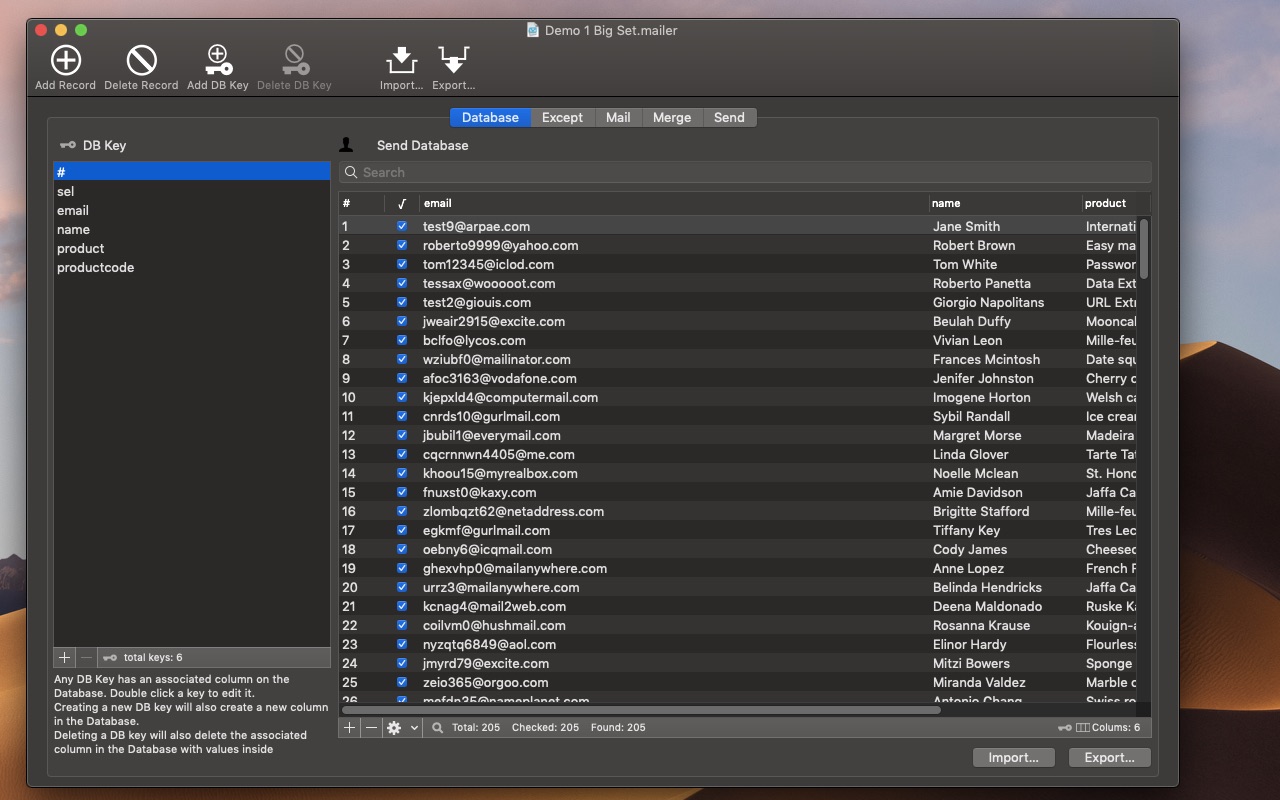 Demo 1 Big Set.mailer
Add Record Delete Record Add DB Key Delete DB Key Import... Export...
Database Except Mail Merge Send
DB Key
#
sel
email
name
product
productcode
total keys: 6
Any DB Key has an associated column on the
Database. Double click a key to edit it.
Creating a new DB key will also create a new column
in the Database.
Deleting a DB key will also delete the associated
column in the Database with values inside
Send Database
Search
# √ email name product
1 test9@arpae.com Jane Smith Internati
2 roberto9999@yahoo.com Robert Brown Easy ma
3 tom12345@iclod.com Tom White Passwor
4 tessax@wooooot.com Roberto Panetta Data Ext
5 test2@giouis.com Giorgio Napolitans URL Extr
6 jweair2915@excite.com Beulah Duffy Mooncal
7 bclfo@lycos.com Vivian Leon Mille-feu
8 wziubf0@mailinator.com Frances Mcintosh Date squ
9 afoc3163@vodafone.com Jenifer Johnston Cherry c
10 kjepxld4@computermail.com Imogene Horton Welsh ca
11 cnrds10@gurlmail.com Sybil Randall Ice crear
12 jbubil1@everymail.com Margret Morse Madeira
13 cqcrnnwn4405@me.com Linda Glover Tarte Tat
14 khoou15@myrealbox.com Noelle Mclean St. Hono
15 fnuxst0@kaxy.com Amie Davidson Jaffa Ca
16 zlombqzt62@netaddress.com Brigitte Stafford Mille-feu
17 egkmf@gurlmail.com Tiffany Key Tres Lec
18 oebny6@icqmail.com Cody James Cheesec
19 ghexvhp0@mailanywhere.com Anne Lopez French F
20 urrz3@mailanywhere.com Belinda Hendricks Jaffa Ca
21 kcnag4@mail2web.com Deena Maldonado Ruske Ka
22 coilvm0@hushmail.com Rosanna Krause Kouign-a
23 nyzqtq6849@aol.com Elinor Hardy Flourless
24 jmyrd79@excite.com Mitzi Bowers Sponge
25 zeio365@orgoo.com Miranda Valdez Marble c
26 mefdn35@nameplanet.com Antonio Chang Swiss ro
Total: 205 Checked: 205 Found: 205 Colums: 6
Import... Export...